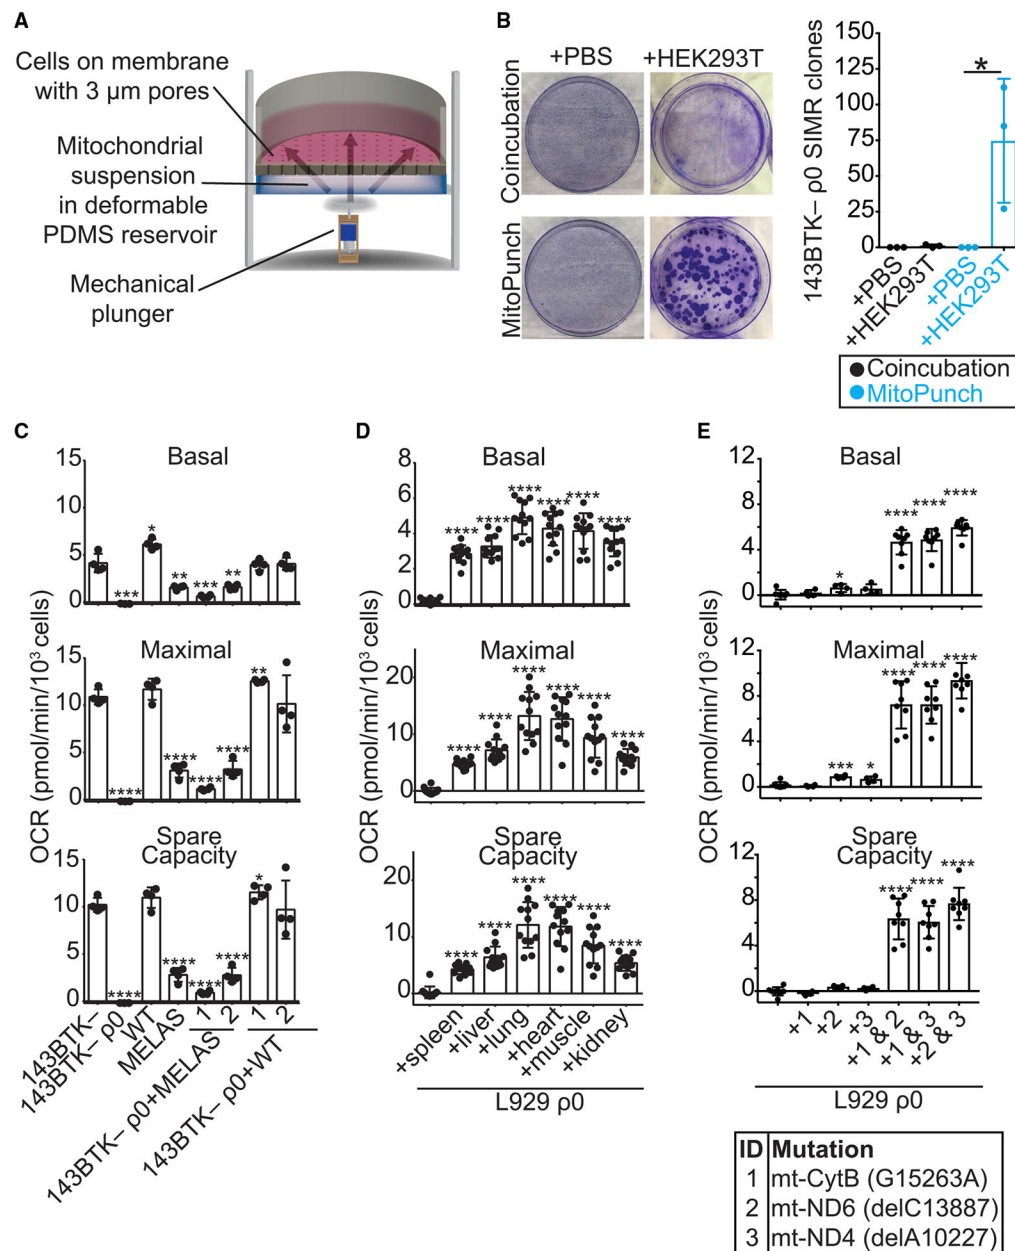 A
Cells on membrane
with 3 µm pores
Mitochondrial
suspension
in deformable
PDMS reservoir
Mechanical
plunger
B
+PBS
+HEK293T
Coincubation
MitoPunch
143BTK– ρ0 SIMR clones
150
125
100
75
50
25
0
*
+PBS
+HEK293T
+PBS
+HEK293T
Coincubation
MitoPunch
C
OCR (pmol/min/10³ cells)
Basal
15
10
5
0
***
*
**
***
**
Maximal
15
10
5
0
****
****
****
****
**
Spare
Capacity
15
10
5
0
****
****
****
****
*
143BTK–
143BTK– ρ0
WT
MELAS
1
2
143BTK– ρ0+MELAS
1
2
143BTK– ρ0+WT
D
OCR (pmol/min/10³ cells)
Basal
8
6
4
2
0
****
****
****
****
****
****
Maximal
20
10
0
****
****
****
****
****
****
Spare
Capacity
20
10
0
****
****
****
****
****
****
+spleen
+liver
+lung
+heart
+muscle
+kidney
L929 ρ0
E
OCR (pmol/min/10³ cells)
Basal
12
8
4
0
*
****
****
****
Maximal
12
8
4
0
***
*
****
****
****
Spare
Capacity
12
8
4
0
****
****
****
+1
+2
+3
+1 & 2
+1 & 3
+2 & 3
L929 ρ0
ID Mutation
1 mt-CytB (G15263A)
2 mt-ND6 (delC13887)
3 mt-ND4 (delA10227)